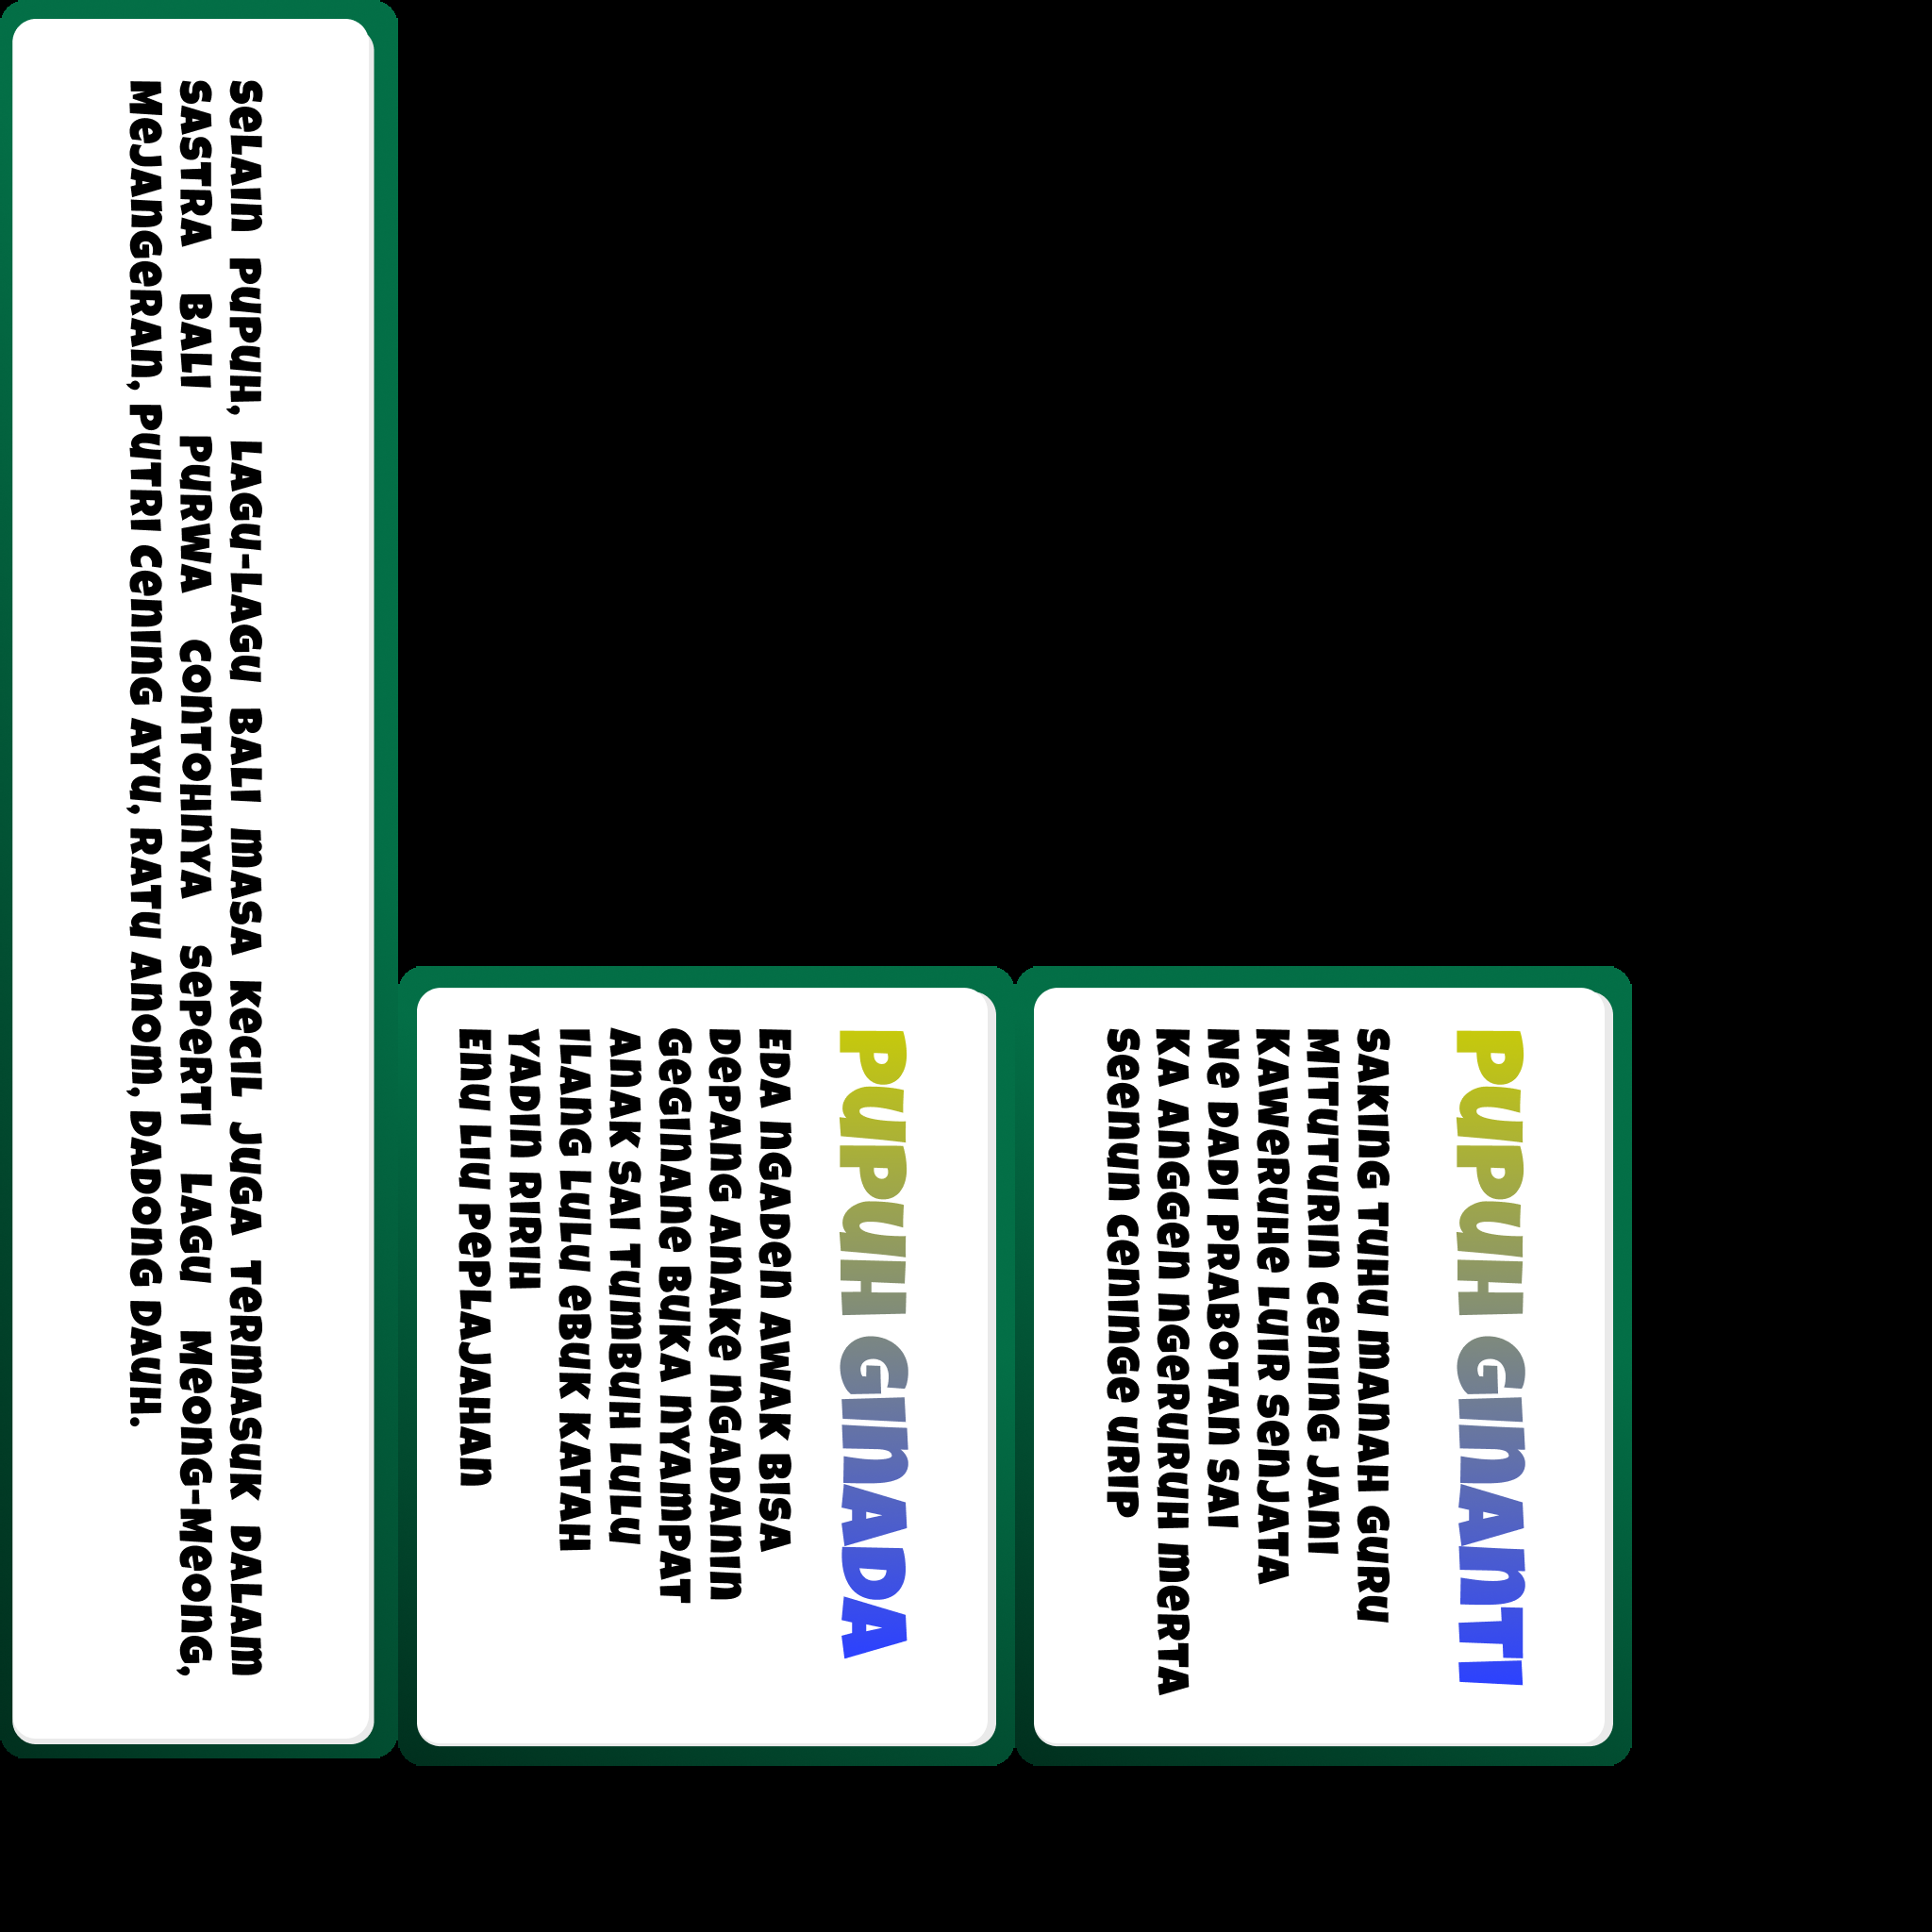 PUPUH GINANTI
SAKING TUHU MANAH GURU
MITUTURIN CENING JANI
KAWERUHE LUIR SENJATA
NE DADI PRABOTAN SAI
KA ANGGEN NGERURUH MERTA
SEENUN CENINGE URIP
PUPUH GINADA
EDA NGADEN AWAK BISA
DEPANG ANAKE NGADANIN
GEGINANE BUKA NYAMPAT
ANAK SAI TUMBUH LULU
ILANG LULU EBUK KATAH
YADIN RIRIH
ENU LIU PEPLAJAHAN
SELAIN PUPUH, LAGU-LAGU BALI MASA KECIL JUGA TERMASUK DALAM
SASTRA BALI PURWA CONTOHNYA SEPERTI LAGU MEONG-MEONG,
MEJANGERAN, PUTRI CENING AYU, RATU ANOM, DADONG DAUH.